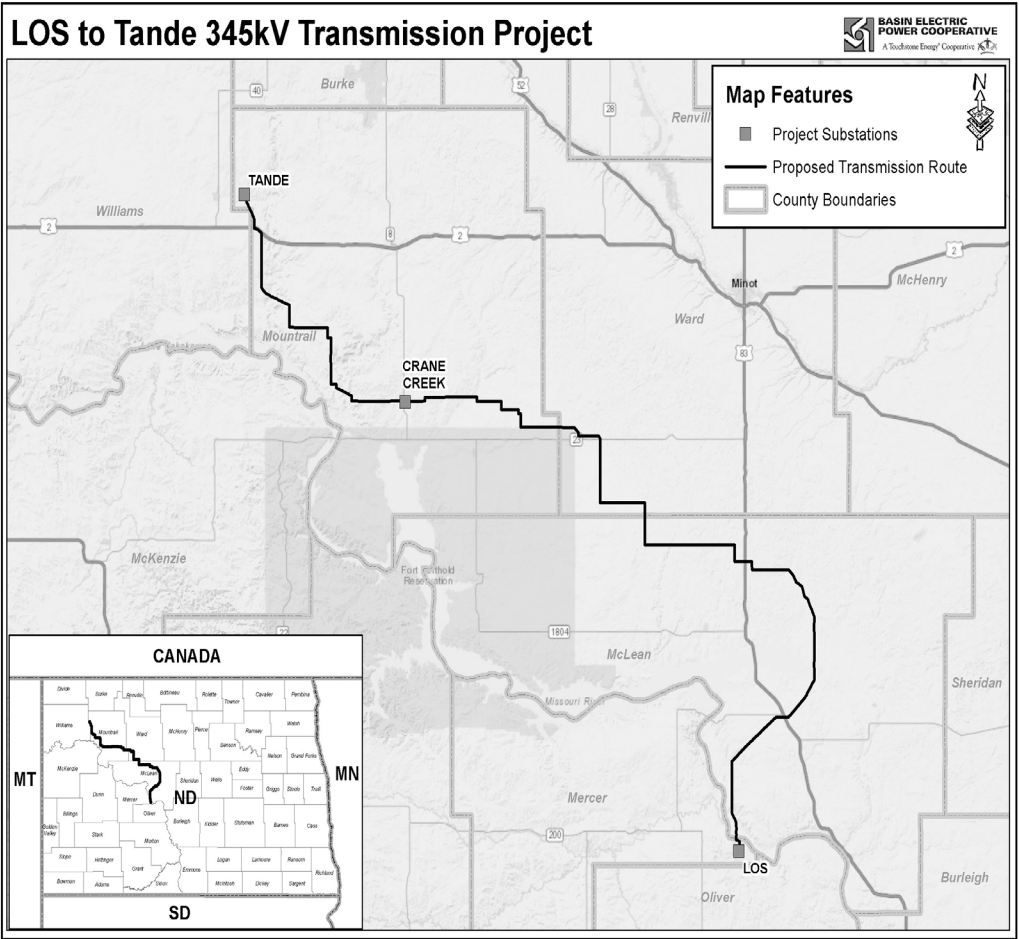 LOS to Tande 345kV Transmission Project
BASIN ELECTRIC
POWER COOPERATIVE
A Touchstone Energy® Cooperative
Map Features
N
Project Substations
Proposed Transmission Route
County Boundaries
Burke
40
52
28
Renvill
TANDE
Williams
2
8
2
2
McHenry
Minot
Ward
83
Mountrail
CRANE
CREEK
23
McKenzie
Fort Berthold
Reservation
22
1804
McLean
Missouri River
Sheridan
Mercer
200
LOS
Oliver
Burleigh
CANADA
Divide
Burke
Renville
Bottineau
Rolette
Towner
Cavalier
Pembina
Williams
Mountrail
Ward
McHenry
Pierce
Benson
Ramsey
Walsh
Nelson
Grand Forks
MT
McKenzie
McLean
Sheridan
Wells
Eddy
Foster
Griggs
Steele
Traill
MN
Dunn
Mercer
ND
Oliver
Billings
Burleigh
Kidder
Stutsman
Barnes
Cass
Golden
Valley
Stark
Morton
Slope
Hettinger
Grant
Emmons
Logan
Lamoure
Ransom
Richland
Bowman
Adams
Sioux
McIntosh
Dickey
Sargent
SD